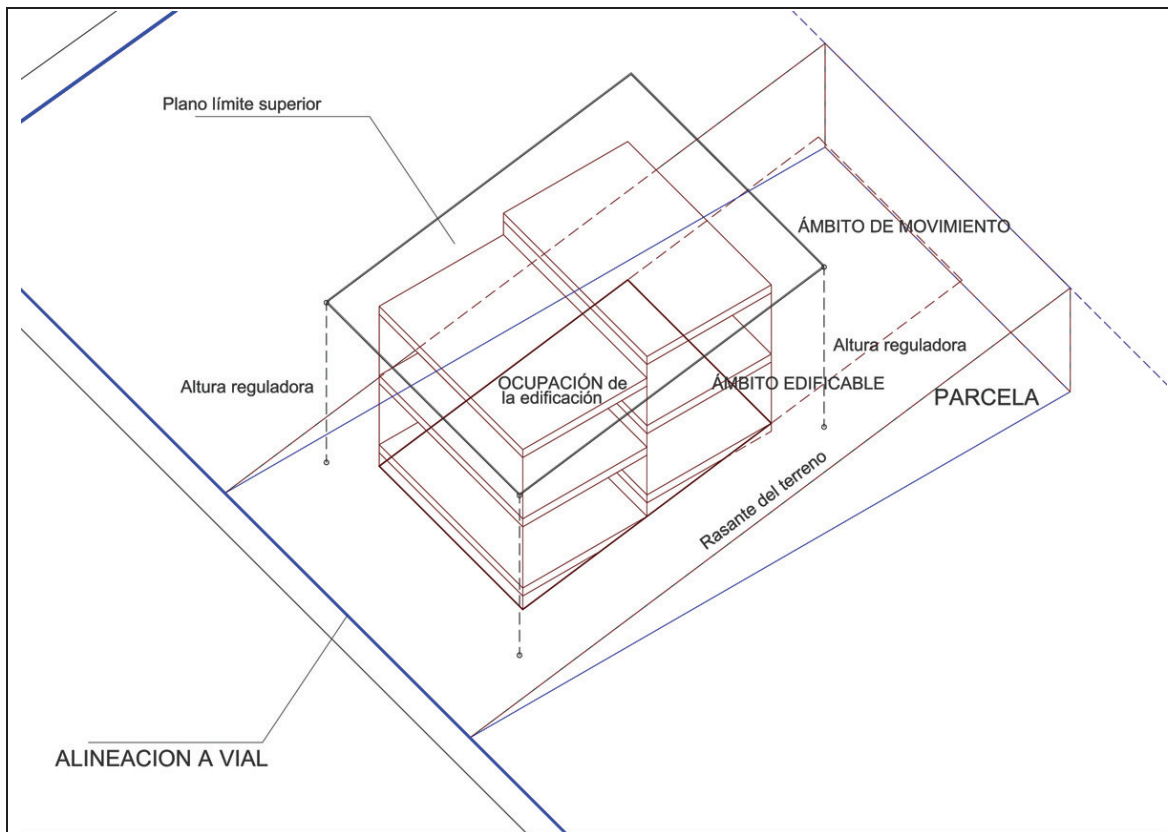 Plano límite superior
ÁMBITO DE MOVIMIENTO
Altura reguladora
Altura reguladora
OCUPACIÓN de
la edificación
ÁMBITO EDIFICABLE
PARCELA
Rasante del terreno
ALINEACION A VIAL